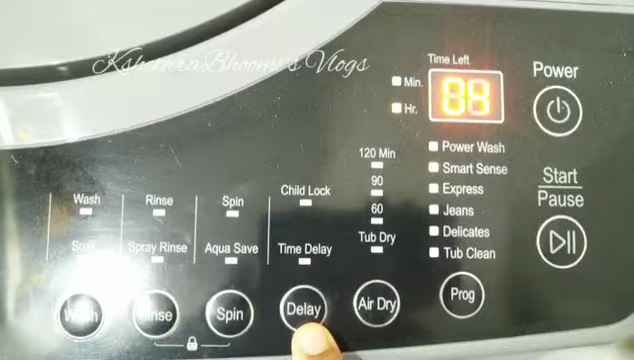 Kshathra Bhoomi's Vlogs
Time Left
Min.
Hr.
88
Power
Power Wash
Smart Sense
Express
Jeans
Delicates
Tub Clean
Start
Pause
120 Min
90
60
Tub Dry
Wash
Rinse
Spin
Child Lock
Soak
Spray Rinse
Aqua Save
Time Delay
Wash
Rinse
Spin
Delay
Air Dry
Prog